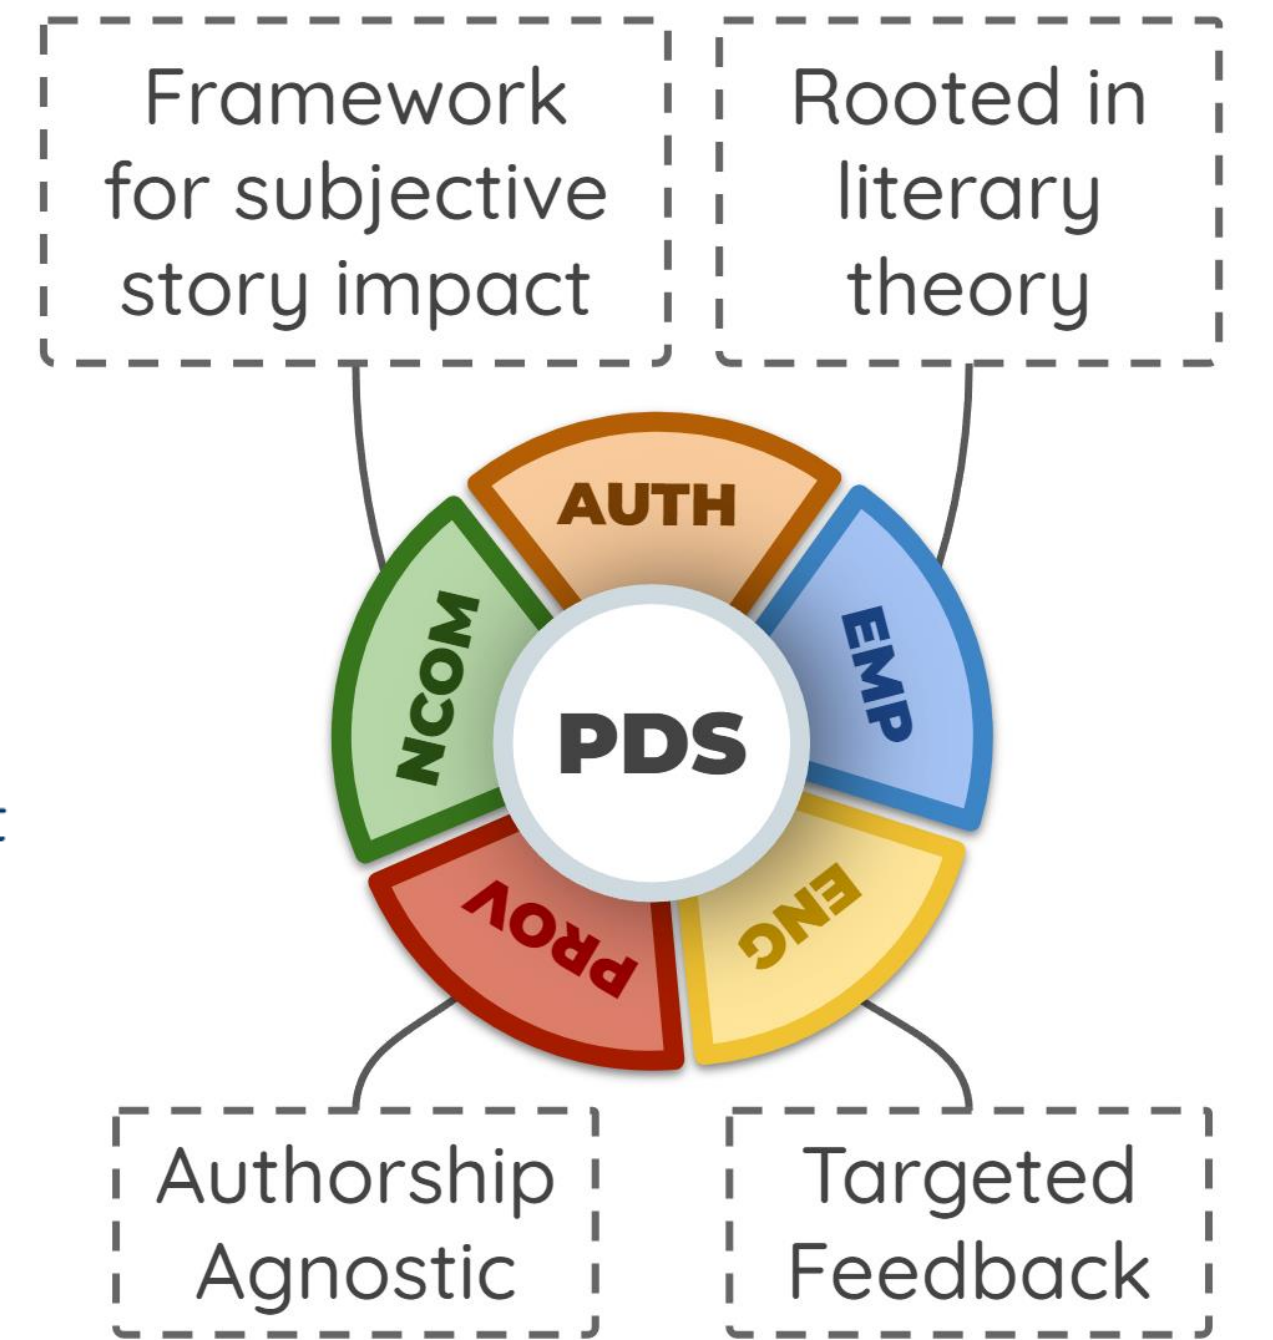 Framework
for subjective
story impact
Rooted in
literary
theory
AUTH
NCOM
EMP
PDS
PROV
ENG
Authorship
Agnostic
Targeted
Feedback